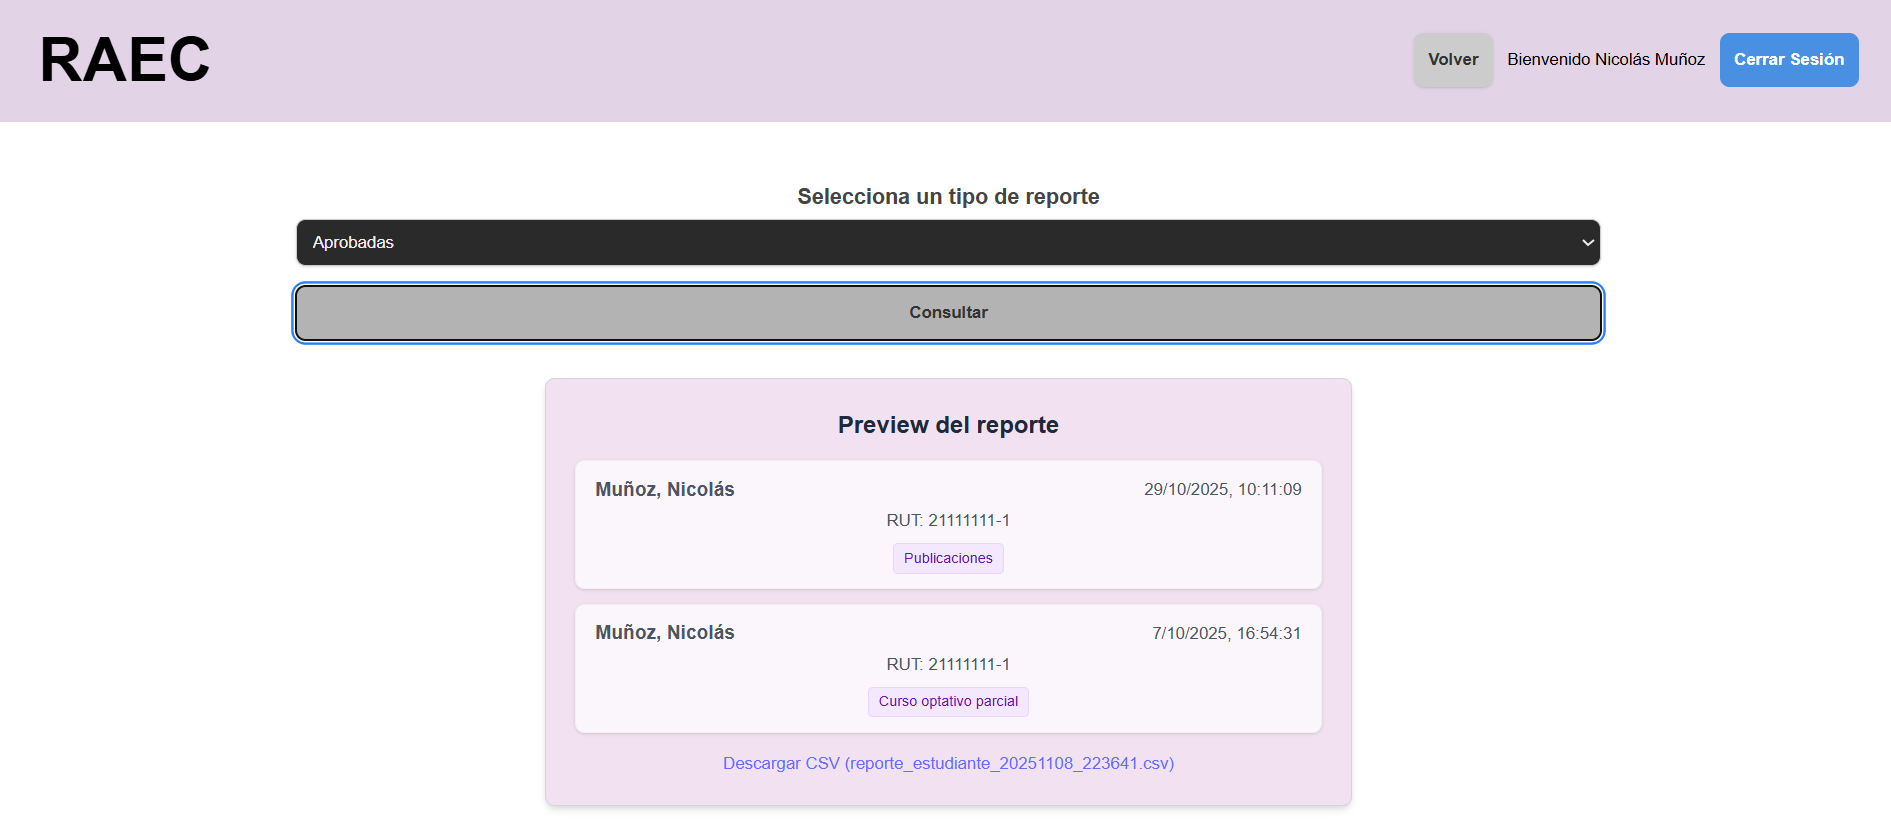 RAEC
Volver
Bienvenido Nicolás Muñoz
Cerrar Sesión
Selecciona un tipo de reporte
Aprobadas
Consultar
Preview del reporte
Muñoz, Nicolás
29/10/2025, 10:11:09
RUT: 21111111-1
Publicaciones
Muñoz, Nicolás
7/10/2025, 16:54:31
RUT: 21111111-1
Curso optativo parcial
Descargar CSV (reporte_estudiante_20251108_223641.csv)